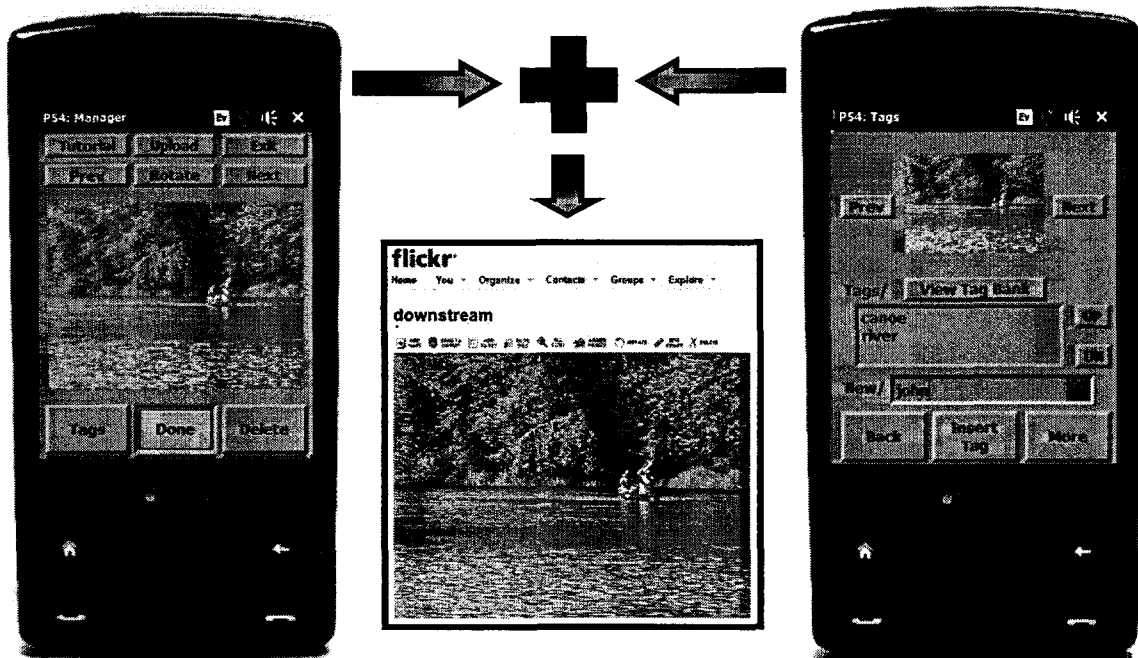 PS4: Manager
Tutorial Upload Exit
Prev Rotate Next
Tags Done Delete
flickr
Home You Organize Contacts Groups Explore
downstream
PS4: Tags
Prev Next
Tags/ View Tag Bank
canoe
river
Up
New/ john
Back Insert Tag More